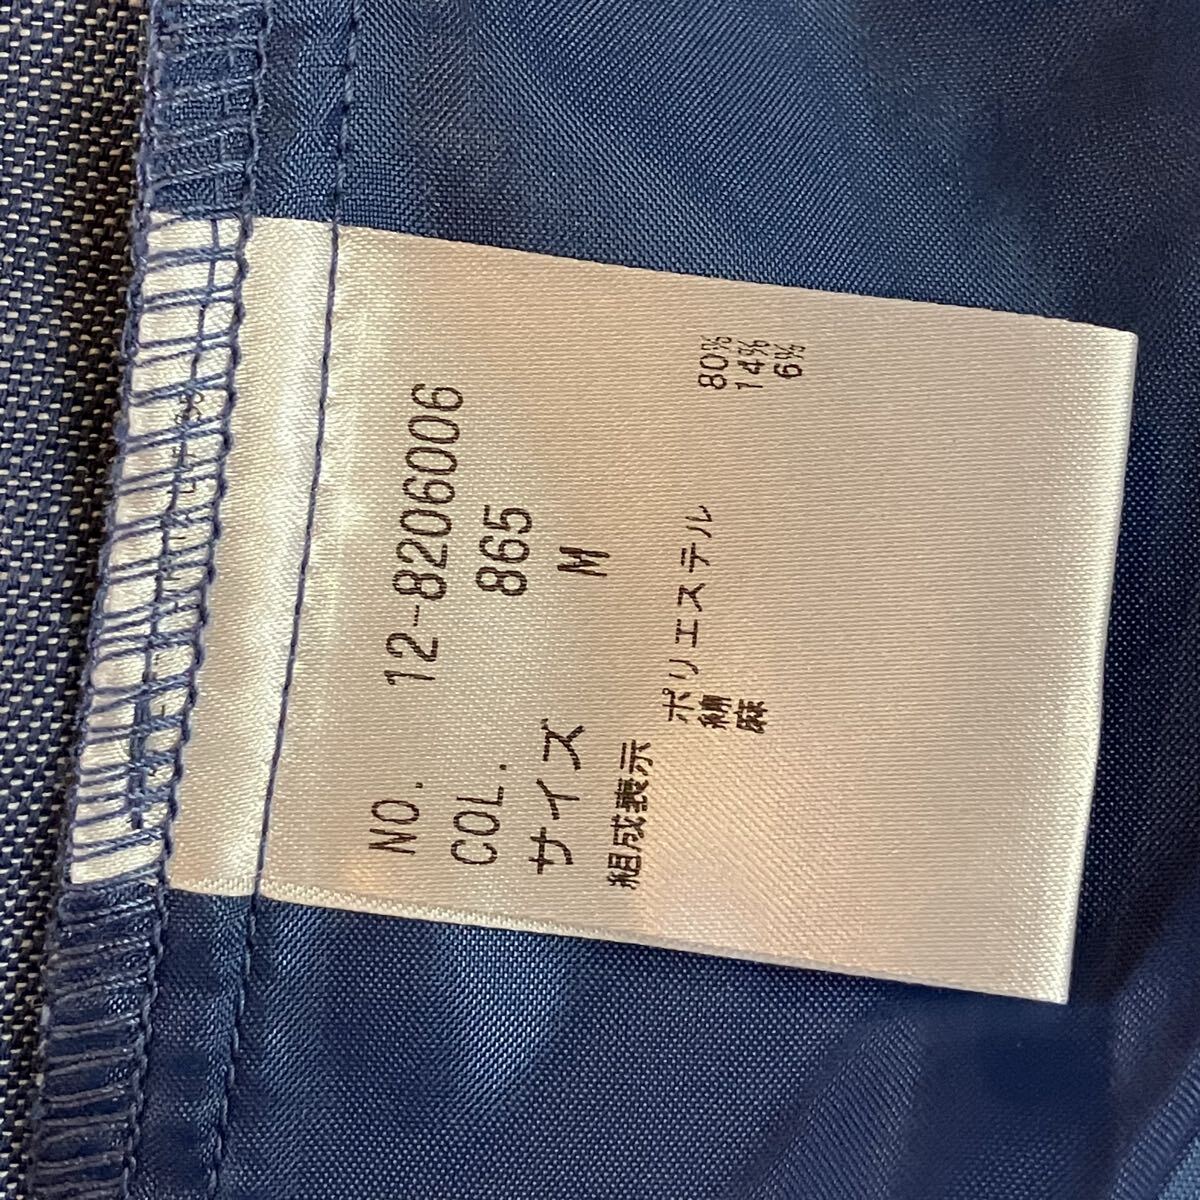 NO. 12-8206006
COL. 865
サイズ M
組成表示
ポリエステル 80%
絹 14%
麻 6%